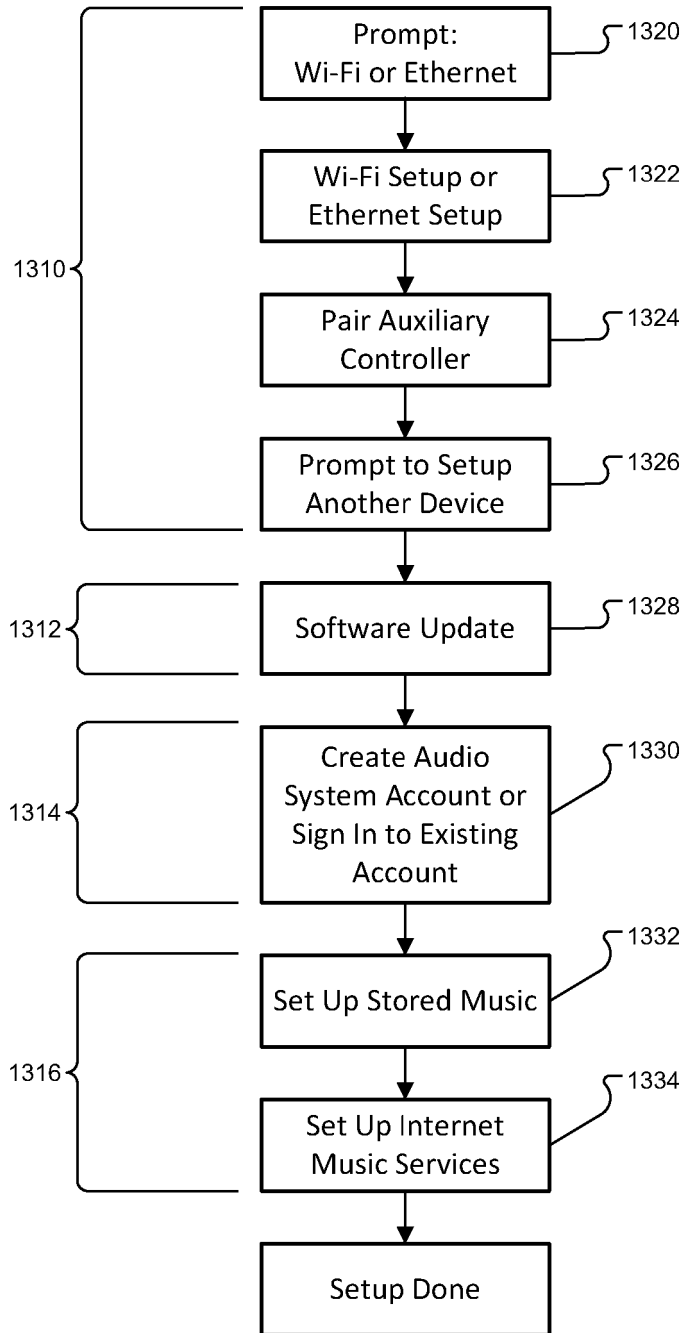 Prompt:
Wi-Fi or Ethernet
1320
Wi-Fi Setup or
Ethernet Setup
1322
1310
Pair Auxiliary
Controller
1324
Prompt to Setup
Another Device
1326
1312
Software Update
1328
1314
Create Audio
System Account or
Sign In to Existing
Account
1330
1316
Set Up Stored Music
1332
Set Up Internet
Music Services
1334
Setup Done